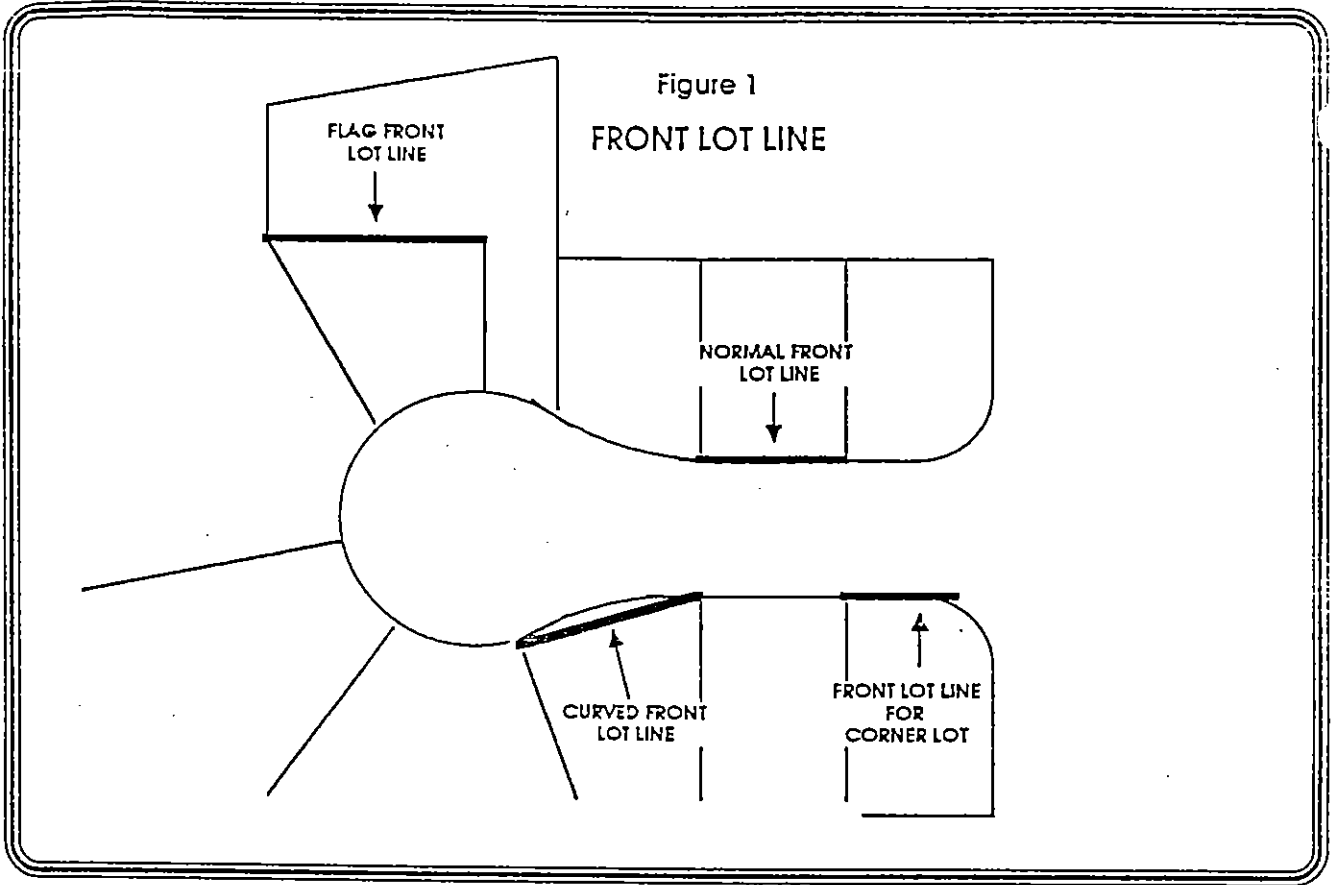 Figure 1
FRONT LOT LINE
FLAG FRONT
LOT LINE
NORMAL FRONT
LOT LINE
CURVED FRONT
LOT LINE
FRONT LOT LINE
FOR
CORNER LOT